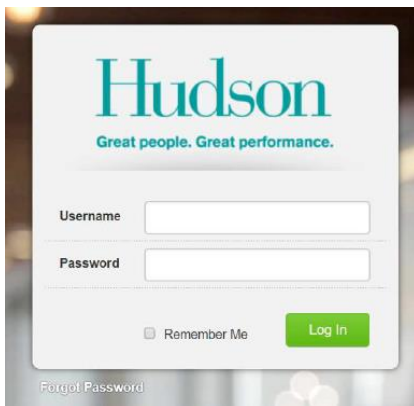 Hudson
Great people. Great performance.
Username
Password
Remember Me
Log In
Forgot Password